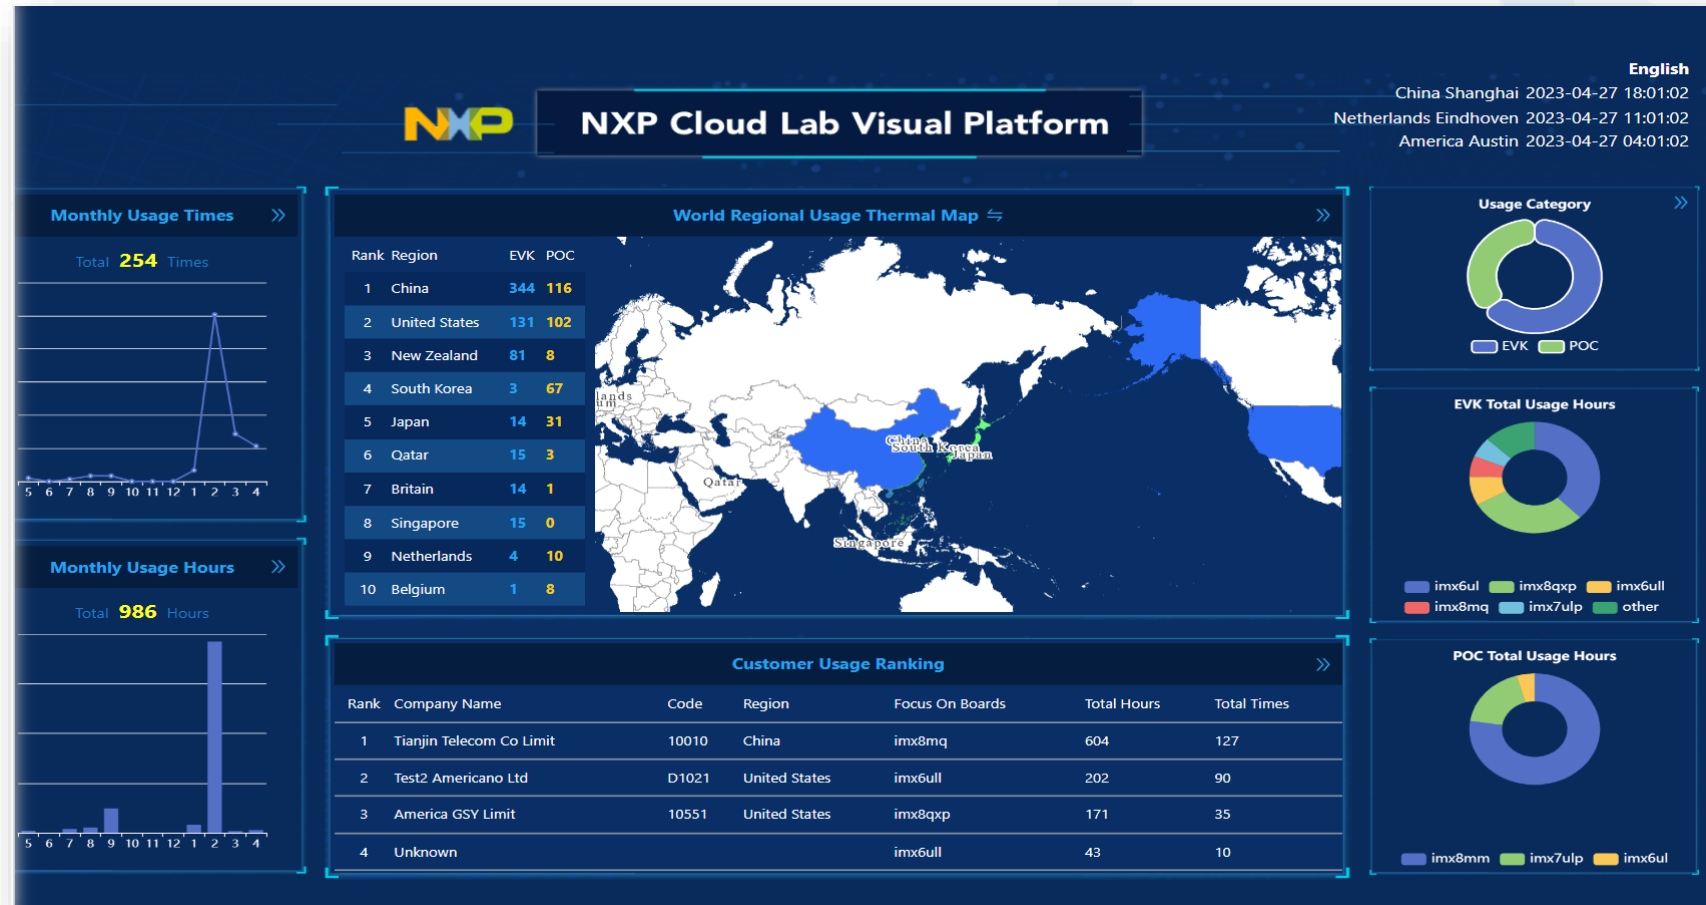 English
China Shanghai 2023-04-27 18:01:02
Netherlands Eindhoven 2023-04-27 11:01:02
America Austin 2023-04-27 04:01:02
NXP
NXP Cloud Lab Visual Platform
Monthly Usage Times
Total 254 Times
5 6 7 8 9 10 11 12 1 2 3 4
Monthly Usage Hours
Total 986 Hours
5 6 7 8 9 10 11 12 1 2 3 4
World Regional Usage Thermal Map
Rank Region EVK POC
1 China 344 116
2 United States 131 102
3 New Zealand 81 8
4 South Korea 3 67
5 Japan 14 31
6 Qatar 15 3
7 Britain 14 1
8 Singapore 15 0
9 Netherlands 4 10
10 Belgium 1 8
lands
um
China
South Korea
Japan
Qatar
Singapore
Customer Usage Ranking
Rank Company Name Code Region Focus On Boards Total Hours Total Times
1 Tianjin Telecom Co Limit 10010 China imx8mq 604 127
2 Test2 Americano Ltd D1021 United States imx6ull 202 90
3 America GSY Limit 10551 United States imx8qxp 171 35
4 Unknown imx6ull 43 10
Usage Category
EVK POC
EVK Total Usage Hours
imx6ul imx8qxp imx6ull
imx8mq imx7ulp other
POC Total Usage Hours
imx8mm imx7ulp imx6ul